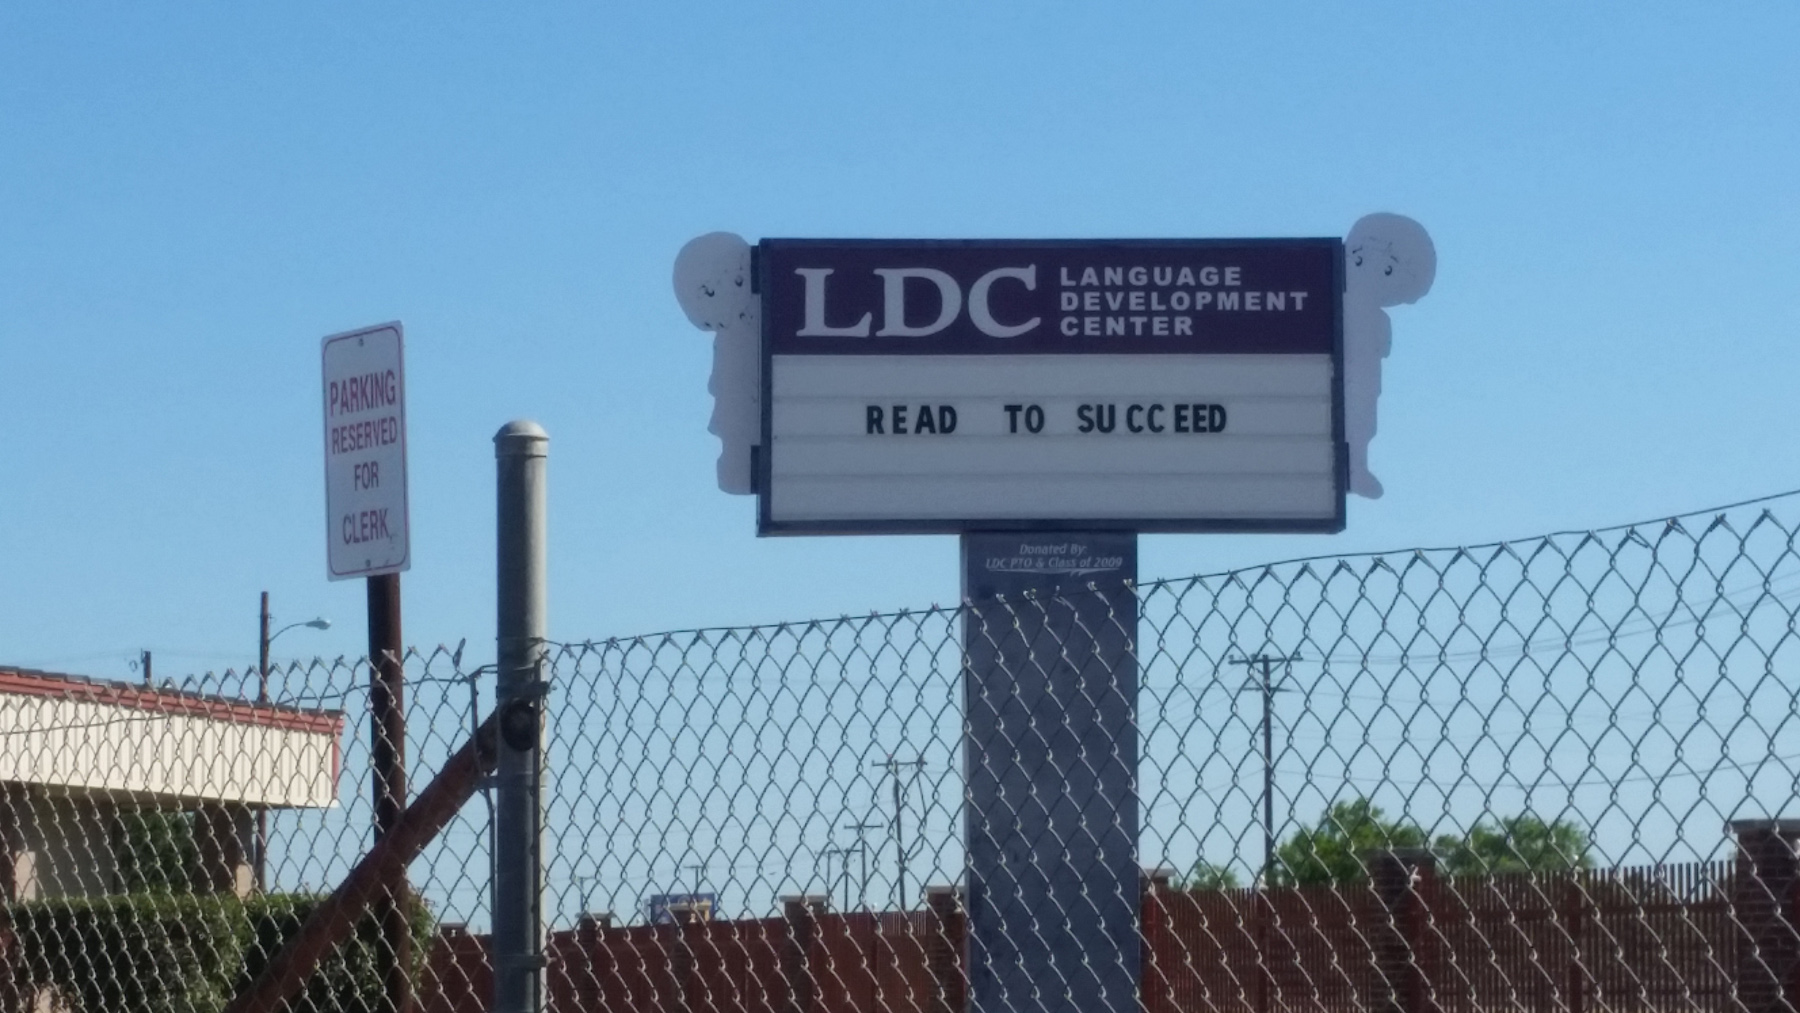 PARKING
RESERVED
FOR
CLERK
LDC
LANGUAGE
DEVELOPMENT
CENTER
READ TO SUCCEED
Donated By:
LDC PTO & Class of 2009